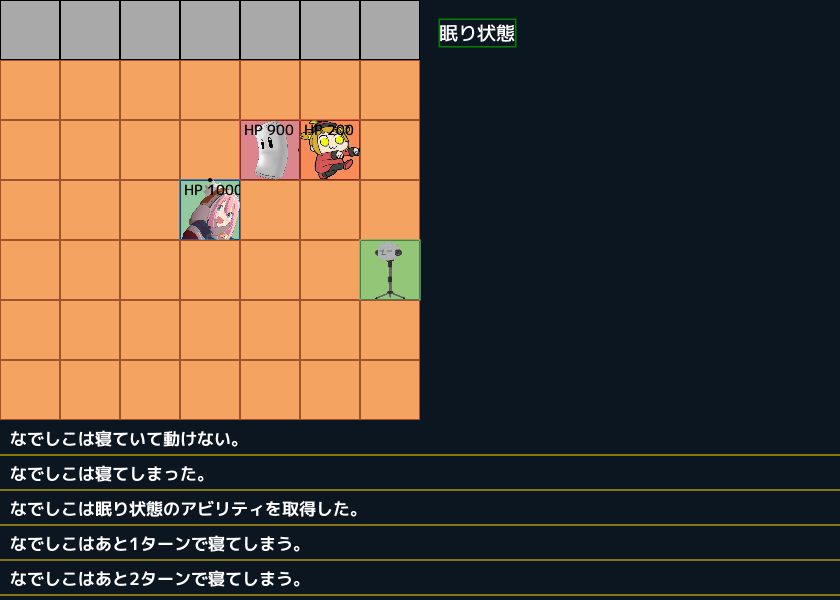 眠り状態
HP 900
HP 200
HP 1000
なでしこは寝ていて動けない。
なでしこは寝てしまった。
なでしこは眠り状態のアビリティを取得した。
なでしこはあと1ターンで寝てしまう。
なでしこはあと2ターンで寝てしまう。